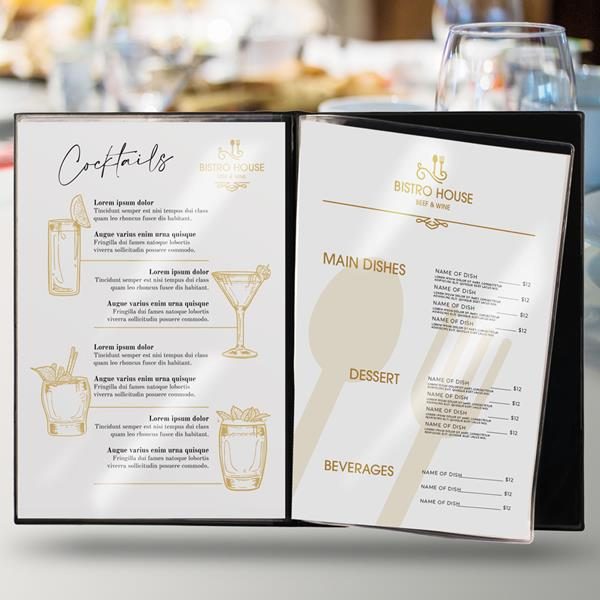 Cocktails
BISTRO HOUSE
BEEF & WINE
Lorem ipsum dolor
Tincidunt semper est nisi tempus dui class
quam leo rhoncus fusce dis habitant.
Augue varius enim urna quisque
Fringilla dui fames natoque lobortis
viverra sollicitudin posuere commodo.
Lorem ipsum dolor
Tincidunt semper est nisi tempus dui class
quam leo rhoncus fusce dis habitant.
Augue varius enim urna quisque
Fringilla dui fames natoque lobortis
viverra sollicitudin posuere commodo.
Lorem ipsum dolor
Tincidunt semper est nisi tempus dui class
quam leo rhoncus fusce dis habitant.
Augue varius enim urna quisque
Fringilla dui fames natoque lobortis
viverra sollicitudin posuere commodo.
Lorem ipsum dolor
Tincidunt semper est nisi tempus dui class
quam leo rhoncus fusce dis habitant.
Augue varius enim urna quisque
Fringilla dui fames natoque lobortis
viverra sollicitudin posuere commodo.
BISTRO HOUSE
BEEF & WINE
MAIN DISHES
NAME OF DISH $12
NAME OF DISH $12
NAME OF DISH $12
NAME OF DISH $12
DESSERT
NAME OF DISH $12
NAME OF DISH $12
NAME OF DISH $12
NAME OF DISH $12
BEVERAGES
NAME OF DISH $12
NAME OF DISH $12
NAME OF DISH $12